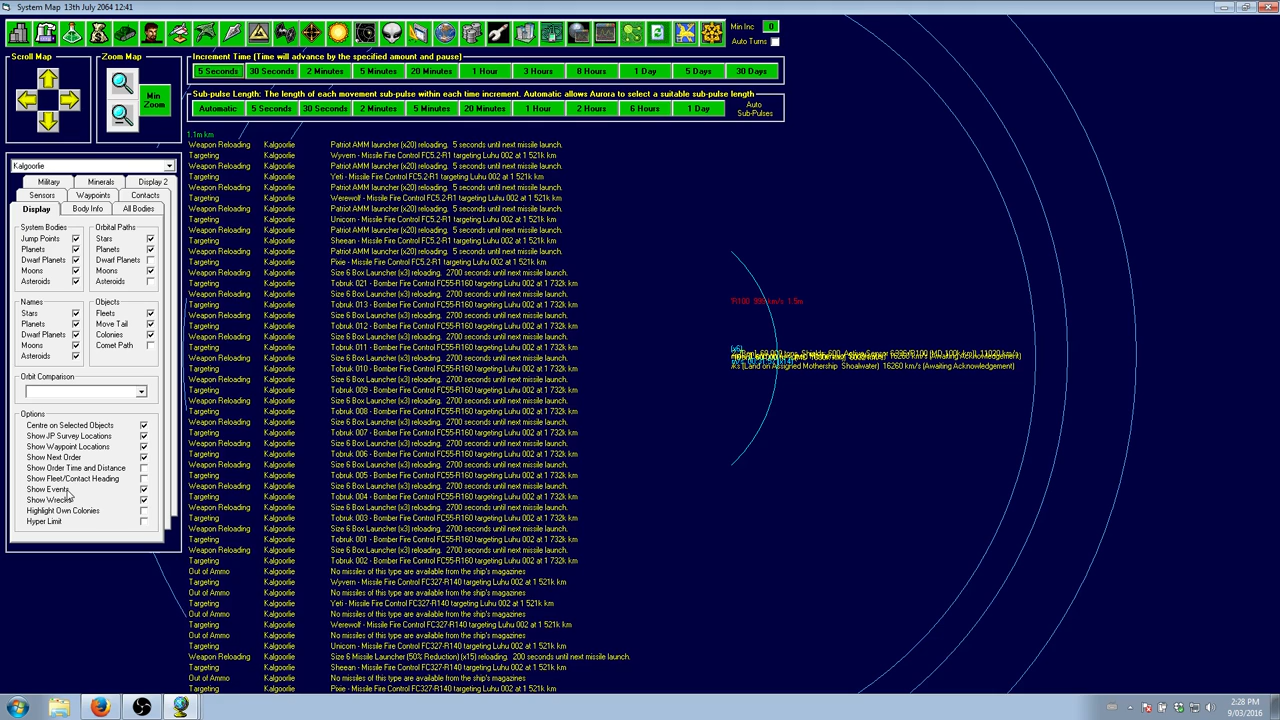 System Map 13th July 2064 12:41
Min Inc 0
Auto Turns
Scroll Map
Zoom Map
Min Zoom
Increment Time (Time will advance by the specified amount and pause)
5 Seconds 30 Seconds 2 Minutes 5 Minutes 20 Minutes 1 Hour 3 Hours 8 Hours 1 Day 5 Days 30 Days
Sub-pulse Length: The length of each movement sub-pulse within each time increment. Automatic allows Aurora to select a suitable sub-pulse length
Automatic 5 Seconds 30 Seconds 2 Minutes 5 Minutes 20 Minutes 1 Hour 2 Hours 6 Hours 1 Day
Auto Sub-Pulses
1.1m km
Kalgoorlie
Military Minerals Display 2
Sensors Waypoints Contacts
Display Body Info All Bodies
System Bodies
Jump Points
Planets
Dwarf Planets
Moons
Asteroids
Orbital Paths
Stars
Planets
Dwarf Planets
Moons
Asteroids
Names
Stars
Planets
Dwarf Planets
Moons
Asteroids
Objects
Fleets
Move Tail
Colonies
Comet Path
Orbit Comparison
Options
Centre on Selected Objects
Show JP Survey Locations
Show Waypoint Locations
Show Next Order
Show Order Time and Distance
Show Fleet/Contact Heading
Show Events
Show Wrecks
Highlight Own Colonies
Hyper Limit
Weapon Reloading Kalgoorlie Patriot AMM launcher (x20) reloading. 5 seconds until next missile launch.
Targeting Kalgoorlie Wyvern - Missile Fire Control FC5.2-R1 targeting Luhu 002 at 1 521k km
Weapon Reloading Kalgoorlie Patriot AMM launcher (x20) reloading. 5 seconds until next missile launch.
Targeting Kalgoorlie Yeti - Missile Fire Control FC5.2-R1 targeting Luhu 002 at 1 521k km
Weapon Reloading Kalgoorlie Patriot AMM launcher (x20) reloading. 5 seconds until next missile launch.
Targeting Kalgoorlie Werewolf - Missile Fire Control FC5.2-R1 targeting Luhu 002 at 1 521k km
Weapon Reloading Kalgoorlie Patriot AMM launcher (x20) reloading. 5 seconds until next missile launch.
Targeting Kalgoorlie Unicorn - Missile Fire Control FC5.2-R1 targeting Luhu 002 at 1 521k km
Weapon Reloading Kalgoorlie Patriot AMM launcher (x20) reloading. 5 seconds until next missile launch.
Targeting Kalgoorlie Sheean - Missile Fire Control FC5.2-R1 targeting Luhu 002 at 1 521k km
Weapon Reloading Kalgoorlie Patriot AMM launcher (x20) reloading. 5 seconds until next missile launch.
Targeting Kalgoorlie Pixie - Missile Fire Control FC5.2-R1 targeting Luhu 002 at 1 521k km
Weapon Reloading Kalgoorlie Size 6 Box Launcher (x3) reloading. 2700 seconds until next missile launch.
Targeting Kalgoorlie Tobruk 021 - Bomber Fire Control FC55-R160 targeting Luhu 002 at 1 732k km
Weapon Reloading Kalgoorlie Size 6 Box Launcher (x3) reloading. 2700 seconds until next missile launch.
Targeting Kalgoorlie Tobruk 013 - Bomber Fire Control FC55-R160 targeting Luhu 002 at 1 732k km
Weapon Reloading Kalgoorlie Size 6 Box Launcher (x3) reloading. 2700 seconds until next missile launch.
Targeting Kalgoorlie Tobruk 012 - Bomber Fire Control FC55-R160 targeting Luhu 002 at 1 732k km
Weapon Reloading Kalgoorlie Size 6 Box Launcher (x3) reloading. 2700 seconds until next missile launch.
Targeting Kalgoorlie Tobruk 011 - Bomber Fire Control FC55-R160 targeting Luhu 002 at 1 732k km
Weapon Reloading Kalgoorlie Size 6 Box Launcher (x3) reloading. 2700 seconds until next missile launch.
Targeting Kalgoorlie Tobruk 010 - Bomber Fire Control FC55-R160 targeting Luhu 002 at 1 732k km
Weapon Reloading Kalgoorlie Size 6 Box Launcher (x3) reloading. 2700 seconds until next missile launch.
Targeting Kalgoorlie Tobruk 009 - Bomber Fire Control FC55-R160 targeting Luhu 002 at 1 732k km
Weapon Reloading Kalgoorlie Size 6 Box Launcher (x3) reloading. 2700 seconds until next missile launch.
Targeting Kalgoorlie Tobruk 008 - Bomber Fire Control FC55-R160 targeting Luhu 002 at 1 732k km
Weapon Reloading Kalgoorlie Size 6 Box Launcher (x3) reloading. 2700 seconds until next missile launch.
Targeting Kalgoorlie Tobruk 007 - Bomber Fire Control FC55-R160 targeting Luhu 002 at 1 732k km
Weapon Reloading Kalgoorlie Size 6 Box Launcher (x3) reloading. 2700 seconds until next missile launch.
Targeting Kalgoorlie Tobruk 006 - Bomber Fire Control FC55-R160 targeting Luhu 002 at 1 732k km
Weapon Reloading Kalgoorlie Size 6 Box Launcher (x3) reloading. 2700 seconds until next missile launch.
Targeting Kalgoorlie Tobruk 005 - Bomber Fire Control FC55-R160 targeting Luhu 002 at 1 732k km
Weapon Reloading Kalgoorlie Size 6 Box Launcher (x3) reloading. 2700 seconds until next missile launch.
Targeting Kalgoorlie Tobruk 004 - Bomber Fire Control FC55-R160 targeting Luhu 002 at 1 732k km
Weapon Reloading Kalgoorlie Size 6 Box Launcher (x3) reloading. 2700 seconds until next missile launch.
Targeting Kalgoorlie Tobruk 003 - Bomber Fire Control FC55-R160 targeting Luhu 002 at 1 732k km
Weapon Reloading Kalgoorlie Size 6 Box Launcher (x3) reloading. 2700 seconds until next missile launch.
Targeting Kalgoorlie Tobruk 001 - Bomber Fire Control FC55-R160 targeting Luhu 002 at 1 732k km
Weapon Reloading Kalgoorlie Size 6 Box Launcher (x3) reloading. 2700 seconds until next missile launch.
Targeting Kalgoorlie Tobruk 002 - Bomber Fire Control FC55-R160 targeting Luhu 002 at 1 732k km
Out of Ammo Kalgoorlie No missiles of this type are available from the ship's magazines
Targeting Kalgoorlie Wyvern - Missile Fire Control FC327-R140 targeting Luhu 002 at 1 521k km
Out of Ammo Kalgoorlie No missiles of this type are available from the ship's magazines
Targeting Kalgoorlie Yeti - Missile Fire Control FC327-R140 targeting Luhu 002 at 1 521k km
Out of Ammo Kalgoorlie No missiles of this type are available from the ship's magazines
Targeting Kalgoorlie Werewolf - Missile Fire Control FC327-R140 targeting Luhu 002 at 1 521k km
Out of Ammo Kalgoorlie No missiles of this type are available from the ship's magazines
Targeting Kalgoorlie Unicorn - Missile Fire Control FC327-R140 targeting Luhu 002 at 1 521k km
Weapon Reloading Kalgoorlie Size 6 Missile Launcher (50% Reduction) (x15) reloading. 200 seconds until next missile launch.
Targeting Kalgoorlie Sheean - Missile Fire Control FC327-R140 targeting Luhu 002 at 1 521k km
Out of Ammo Kalgoorlie No missiles of this type are available from the ship's magazines
Targeting Kalgoorlie Pixie - Missile Fire Control FC327-R140 targeting Luhu 002 at 1 521k km
km/s 1.5m
(Land on Assigned Mothership Shoalwater) 16260 km/s (Awaiting Acknowledgement)
2:28 PM
9/03/2016